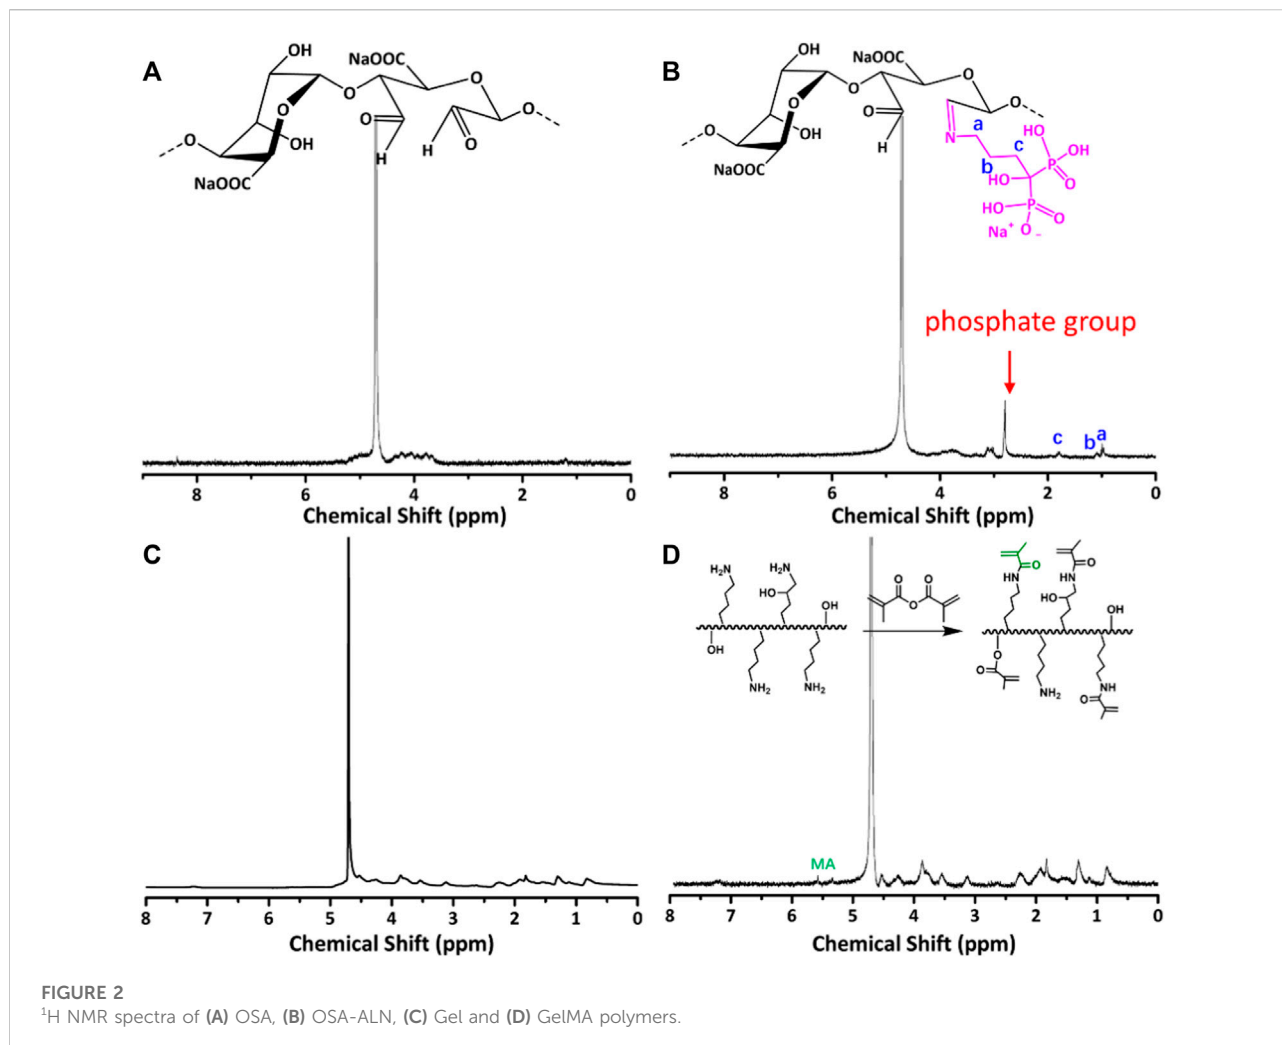 A
OH
NaOOC
O
O
O
O
O
OH
H
H
O
O
NaOOC
8
6
4
2
0
Chemical Shift (ppm)
B
OH
NaOOC
O
O
O
O
O
OH
H
N
a
b
c
NaOOC
HO
OH
P
HO
O
HO
P
O
Na+
O
–
phosphate group
c
b
a
8
6
4
2
0
Chemical Shift (ppm)
C
8
7
6
5
4
3
2
1
0
Chemical Shift (ppm)
D
H2N
H2N
HO
OH
OH
NH2
NH2
O
O
O
O
HN
O
HN
HO
OH
O
O
NH2
O
NH
MA
8
7
6
5
4
3
2
1
0
Chemical Shift (ppm)
FIGURE 2
1H NMR spectra of (A) OSA, (B) OSA-ALN, (C) Gel and (D) GelMA polymers.